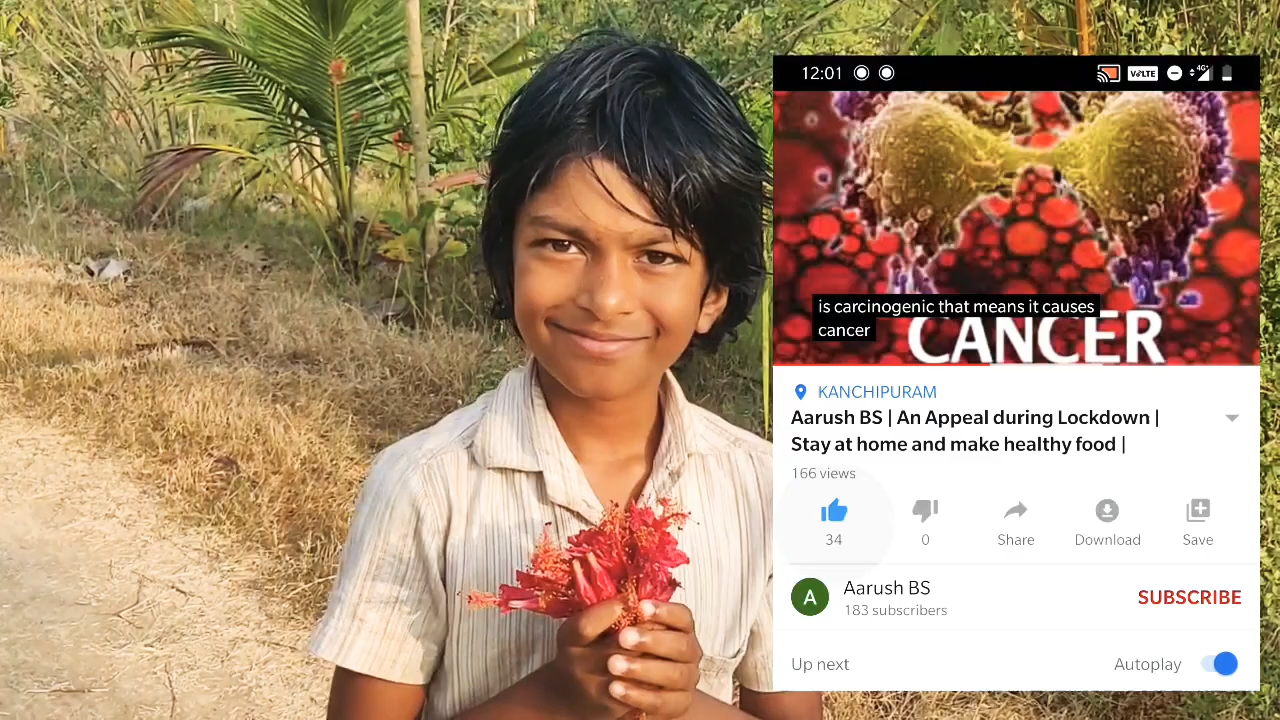 12:01
VoLTE
4G+
is carcinogenic that means it causes
cancer
CANCER
KANCHIPURAM
Aarush BS | An Appeal during Lockdown |
Stay at home and make healthy food |
166 views
34
0
Share
Download
Save
A
Aarush BS
SUBSCRIBE
183 subscribers
Up next
Autoplay